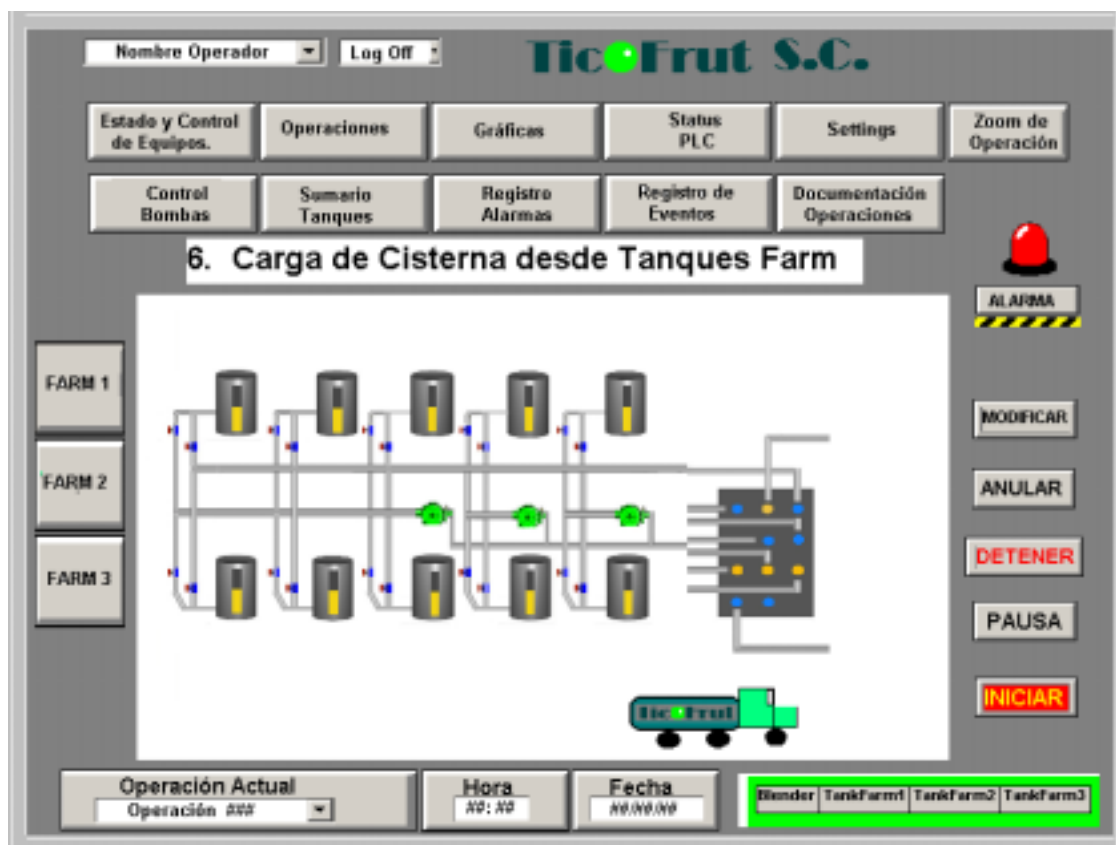 Nombre Operador
Log Off
TicoFrut S.C.
Estado y Control
de Equipos.
Operaciones
Gráficas
Status
PLC
Settings
Zoom de
Operación
Control
Bombas
Sumario
Tanques
Registro
Alarmas
Registro de
Eventos
Documentación
Operaciones
6. Carga de Cisterna desde Tanques Farm
ALARMA
FARM 1
FARM 2
FARM 3
MODIFICAR
ANULAR
DETENER
PAUSA
INICIAR
TicoFrut
Operación Actual
Operación ###
Hora
##:##
Fecha
##/##/##
Blender TankFarm1 TankFarm2 TankFarm3